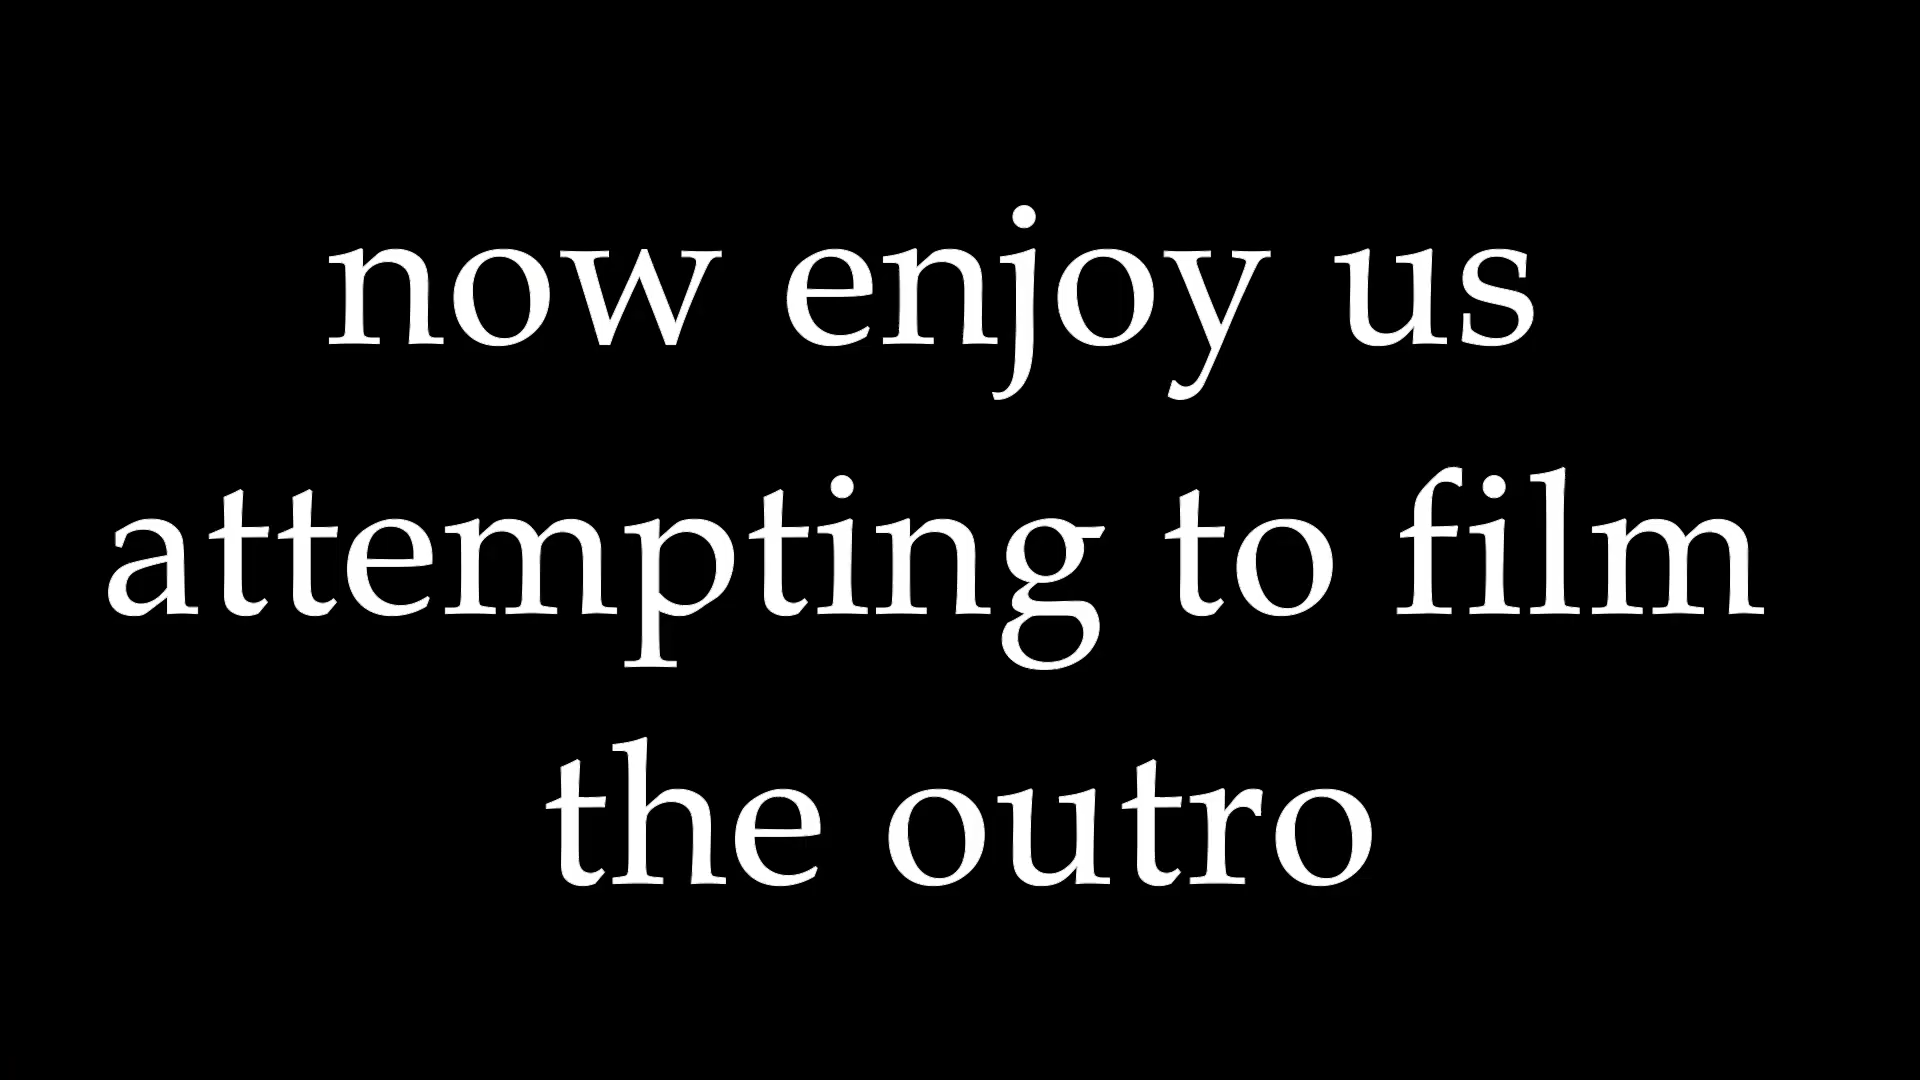 now enjoy us
attempting to film
the outro